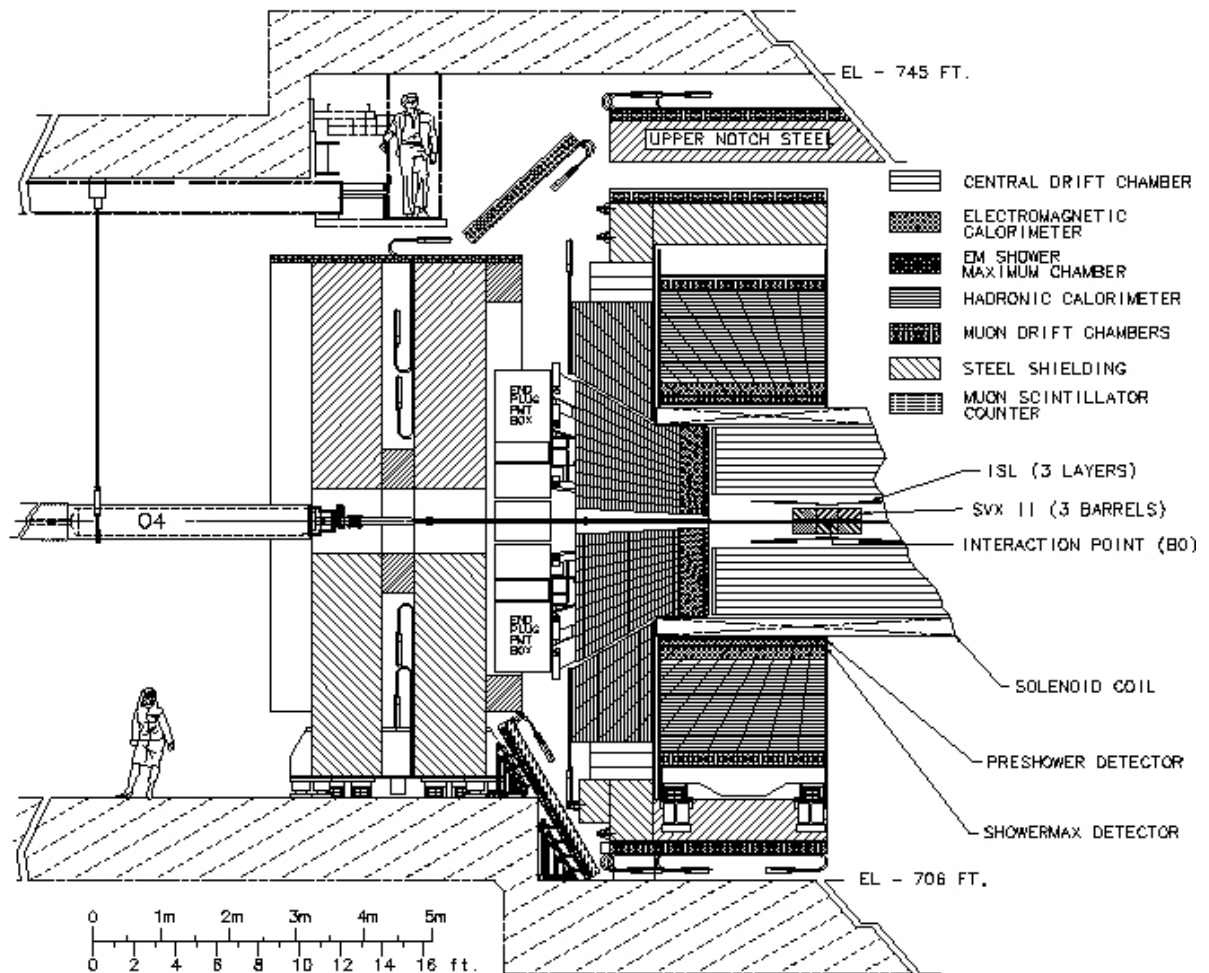 EL - 745 FT.
UPPER NOTCH STEEL
CENTRAL DRIFT CHAMBER
ELECTROMAGNETIC
CALORIMETER
EM SHOWER
MAXIMUM CHAMBER
HADRONIC CALORIMETER
MUON DRIFT CHAMBERS
STEEL SHIELDING
MUON SCINTILLATOR
COUNTER
END
PLUG
PMT
BOX
ISL (3 LAYERS)
SVX II (3 BARRELS)
Q4
INTERACTION POINT (B0)
END
PLUG
PMT
BOX
SOLENOID COIL
PRESHOWER DETECTOR
SHOWERMAX DETECTOR
EL - 706 FT.
0 1m 2m 3m 4m 5m
0 2 4 6 8 10 12 14 16 ft.